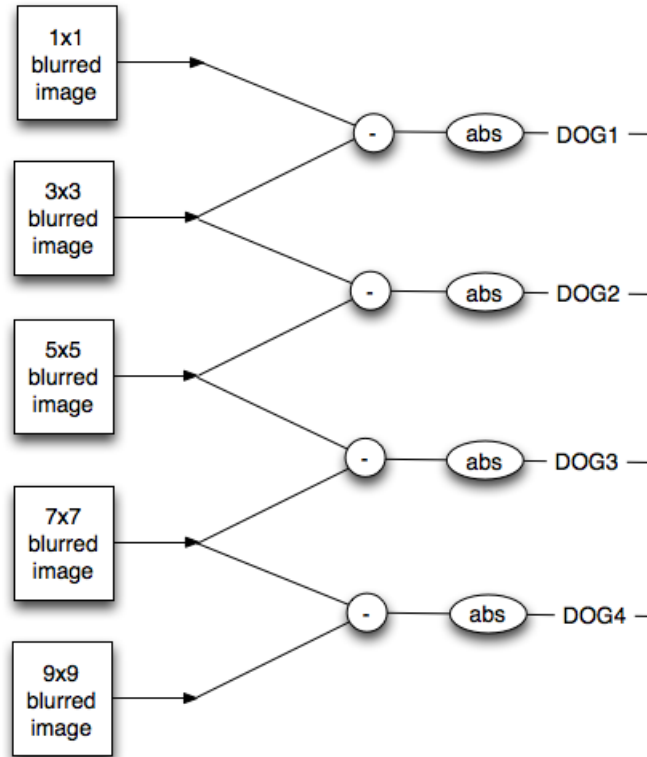 1x1
blurred
image
- abs DOG1
3x3
blurred
image
- abs DOG2
5x5
blurred
image
- abs DOG3
7x7
blurred
image
- abs DOG4
9x9
blurred
image